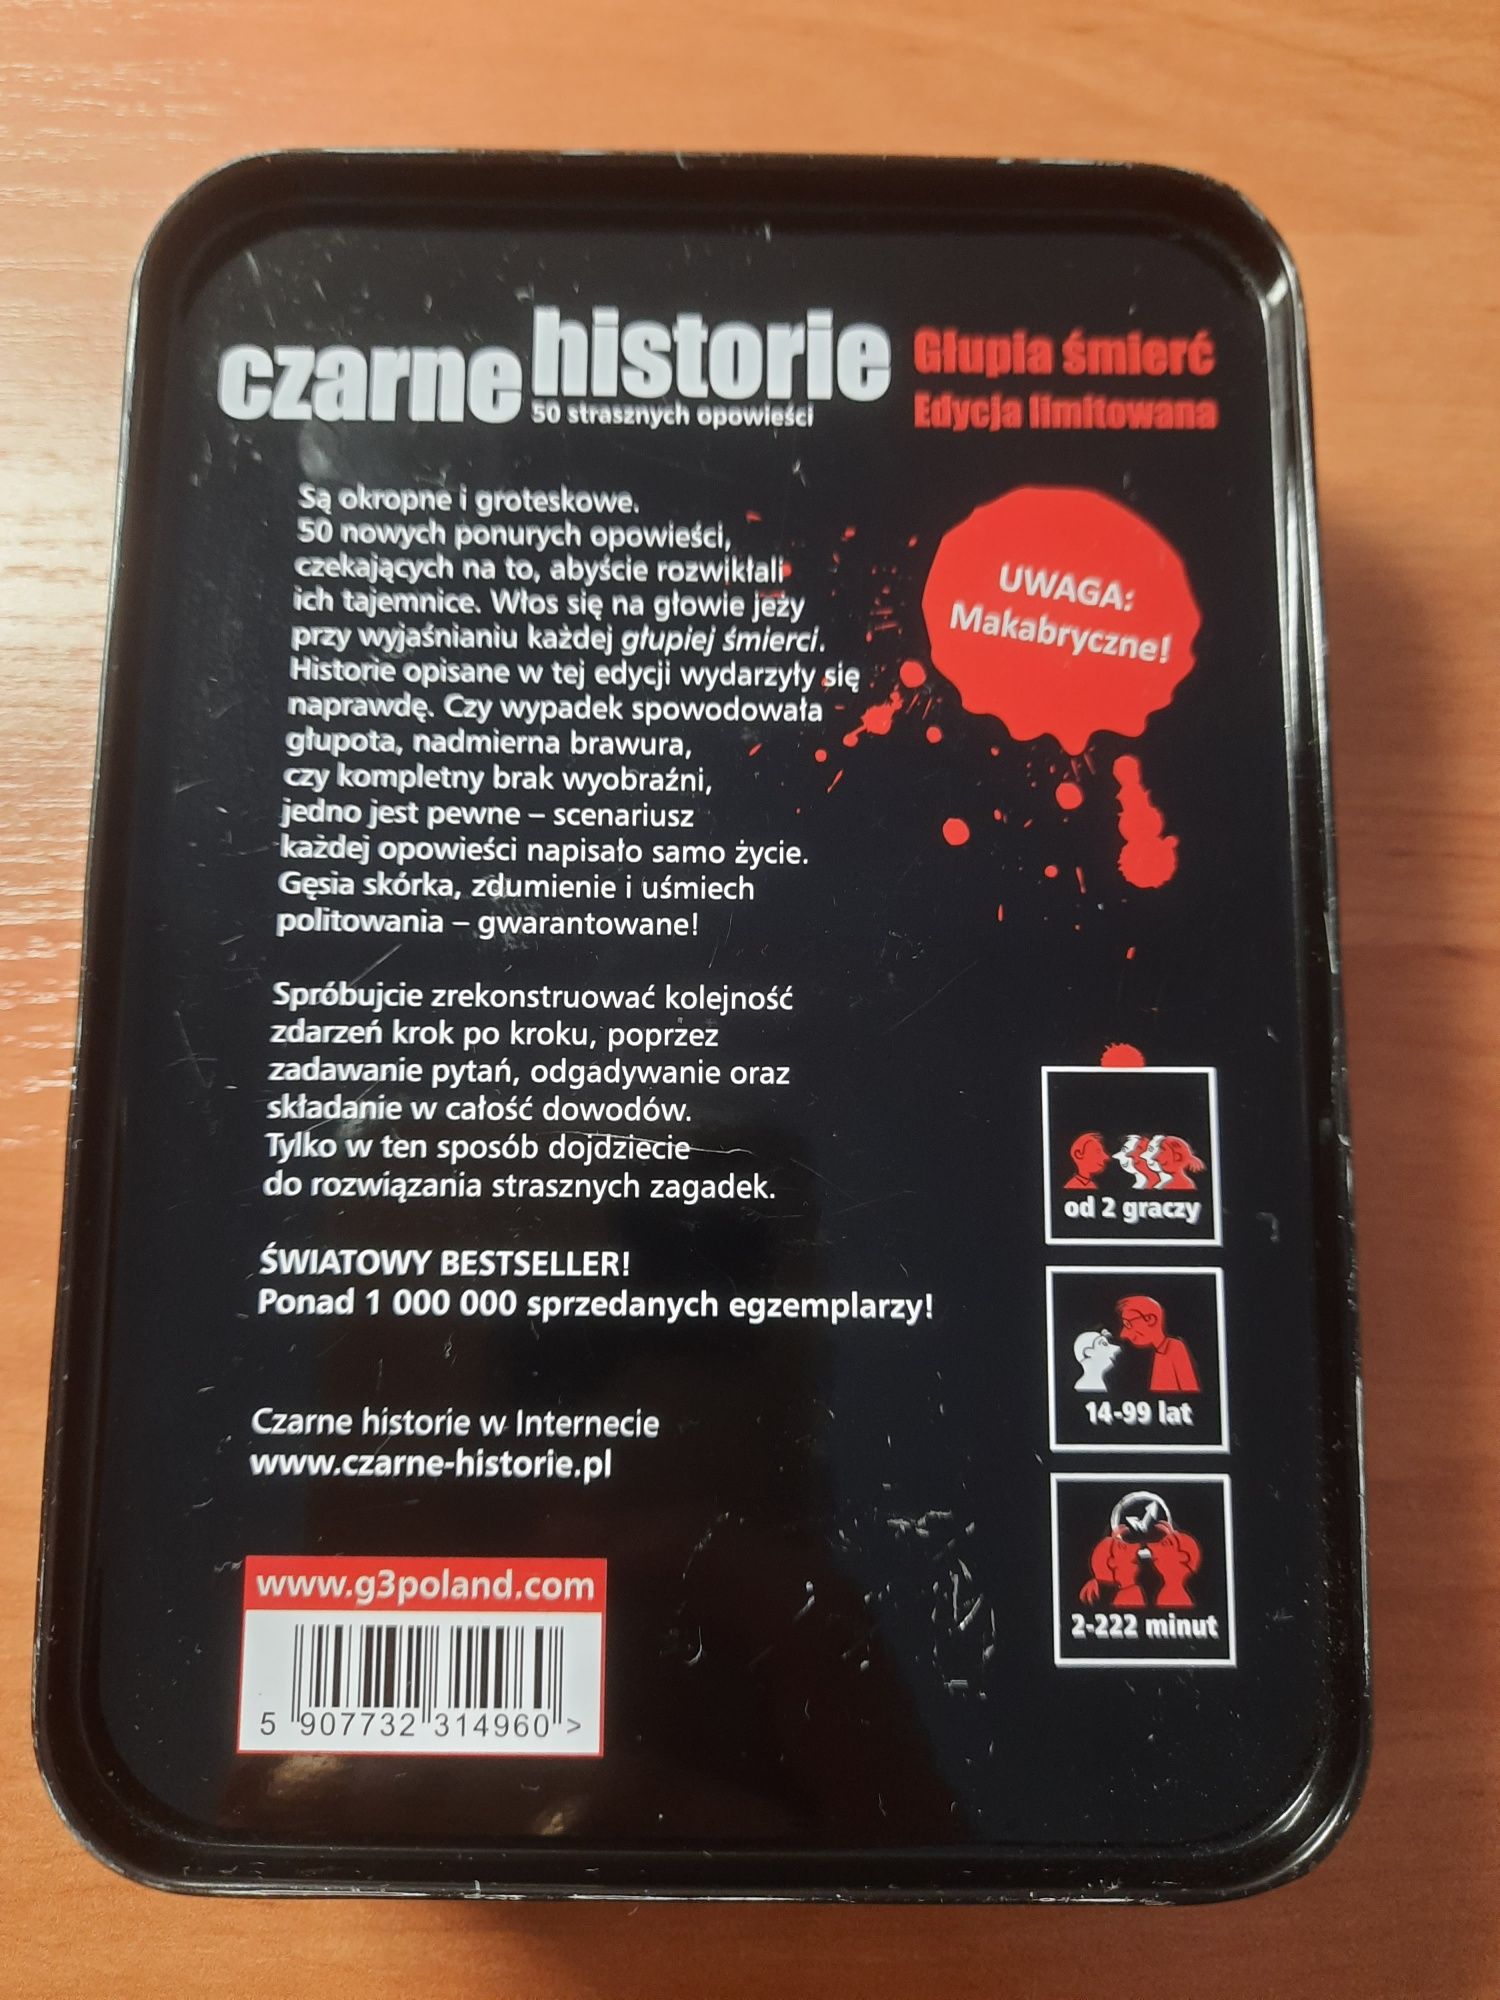 czarne historie
50 strasznych opowieści
Głupia śmierć
Edycja limitowana
Są okropne i groteskowe.
50 nowych ponurych opowieści,
czekających na to, abyście rozwikłali
ich tajemnice. Włos się na głowie jeży
przy wyjaśnianiu każdej głupiej śmierci.
Historie opisane w tej edycji wydarzyły się
naprawdę. Czy wypadek spowodowała
głupota, nadmierna brawura,
czy kompletny brak wyobraźni,
jedno jest pewne – scenariusz
każdej opowieści napisało samo życie.
Gęsia skórka, zdumienie i uśmiech
politowania – gwarantowane!
UWAGA:
Makabryczne!
Spróbujcie zrekonstruować kolejność
zdarzeń krok po kroku, poprzez
zadawanie pytań, odgadywanie oraz
składanie w całość dowodów.
Tylko w ten sposób dojdziecie
do rozwiązania strasznych zagadek.
ŚWIATOWY BESTSELLER!
Ponad 1 000 000 sprzedanych egzemplarzy!
Czarne historie w Internecie
www.czarne-historie.pl
od 2 graczy
14-99 lat
2-222 minut
www.g3poland.com
5 907732 314960 >